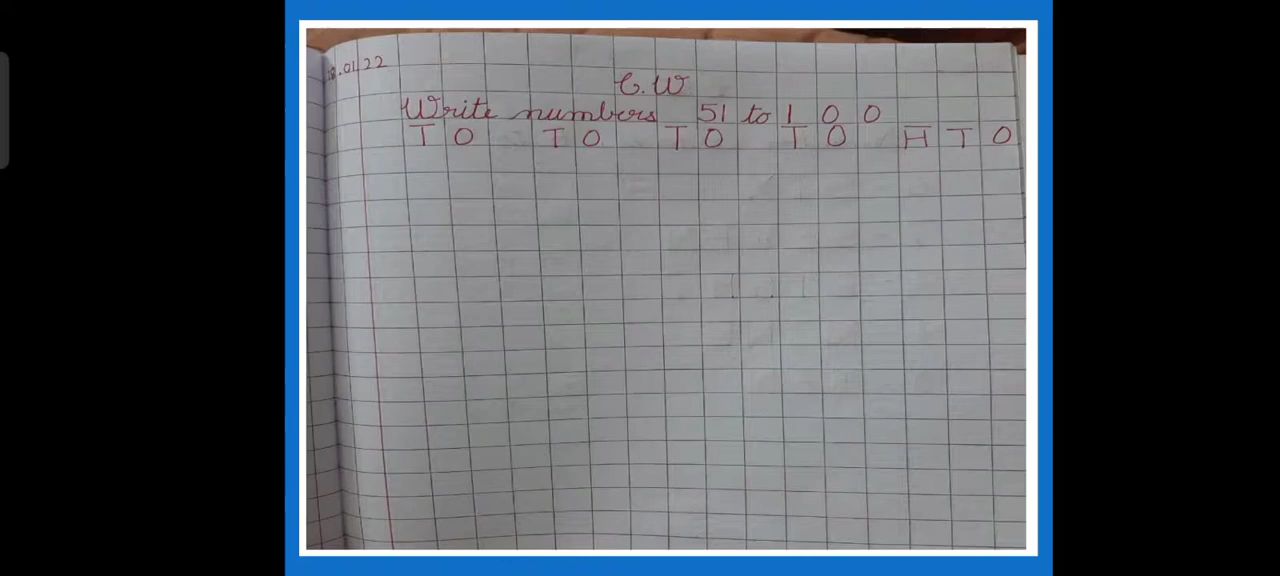 .01/22
C.W
Write numbers 51 to 100
T O T O T O T O H T O